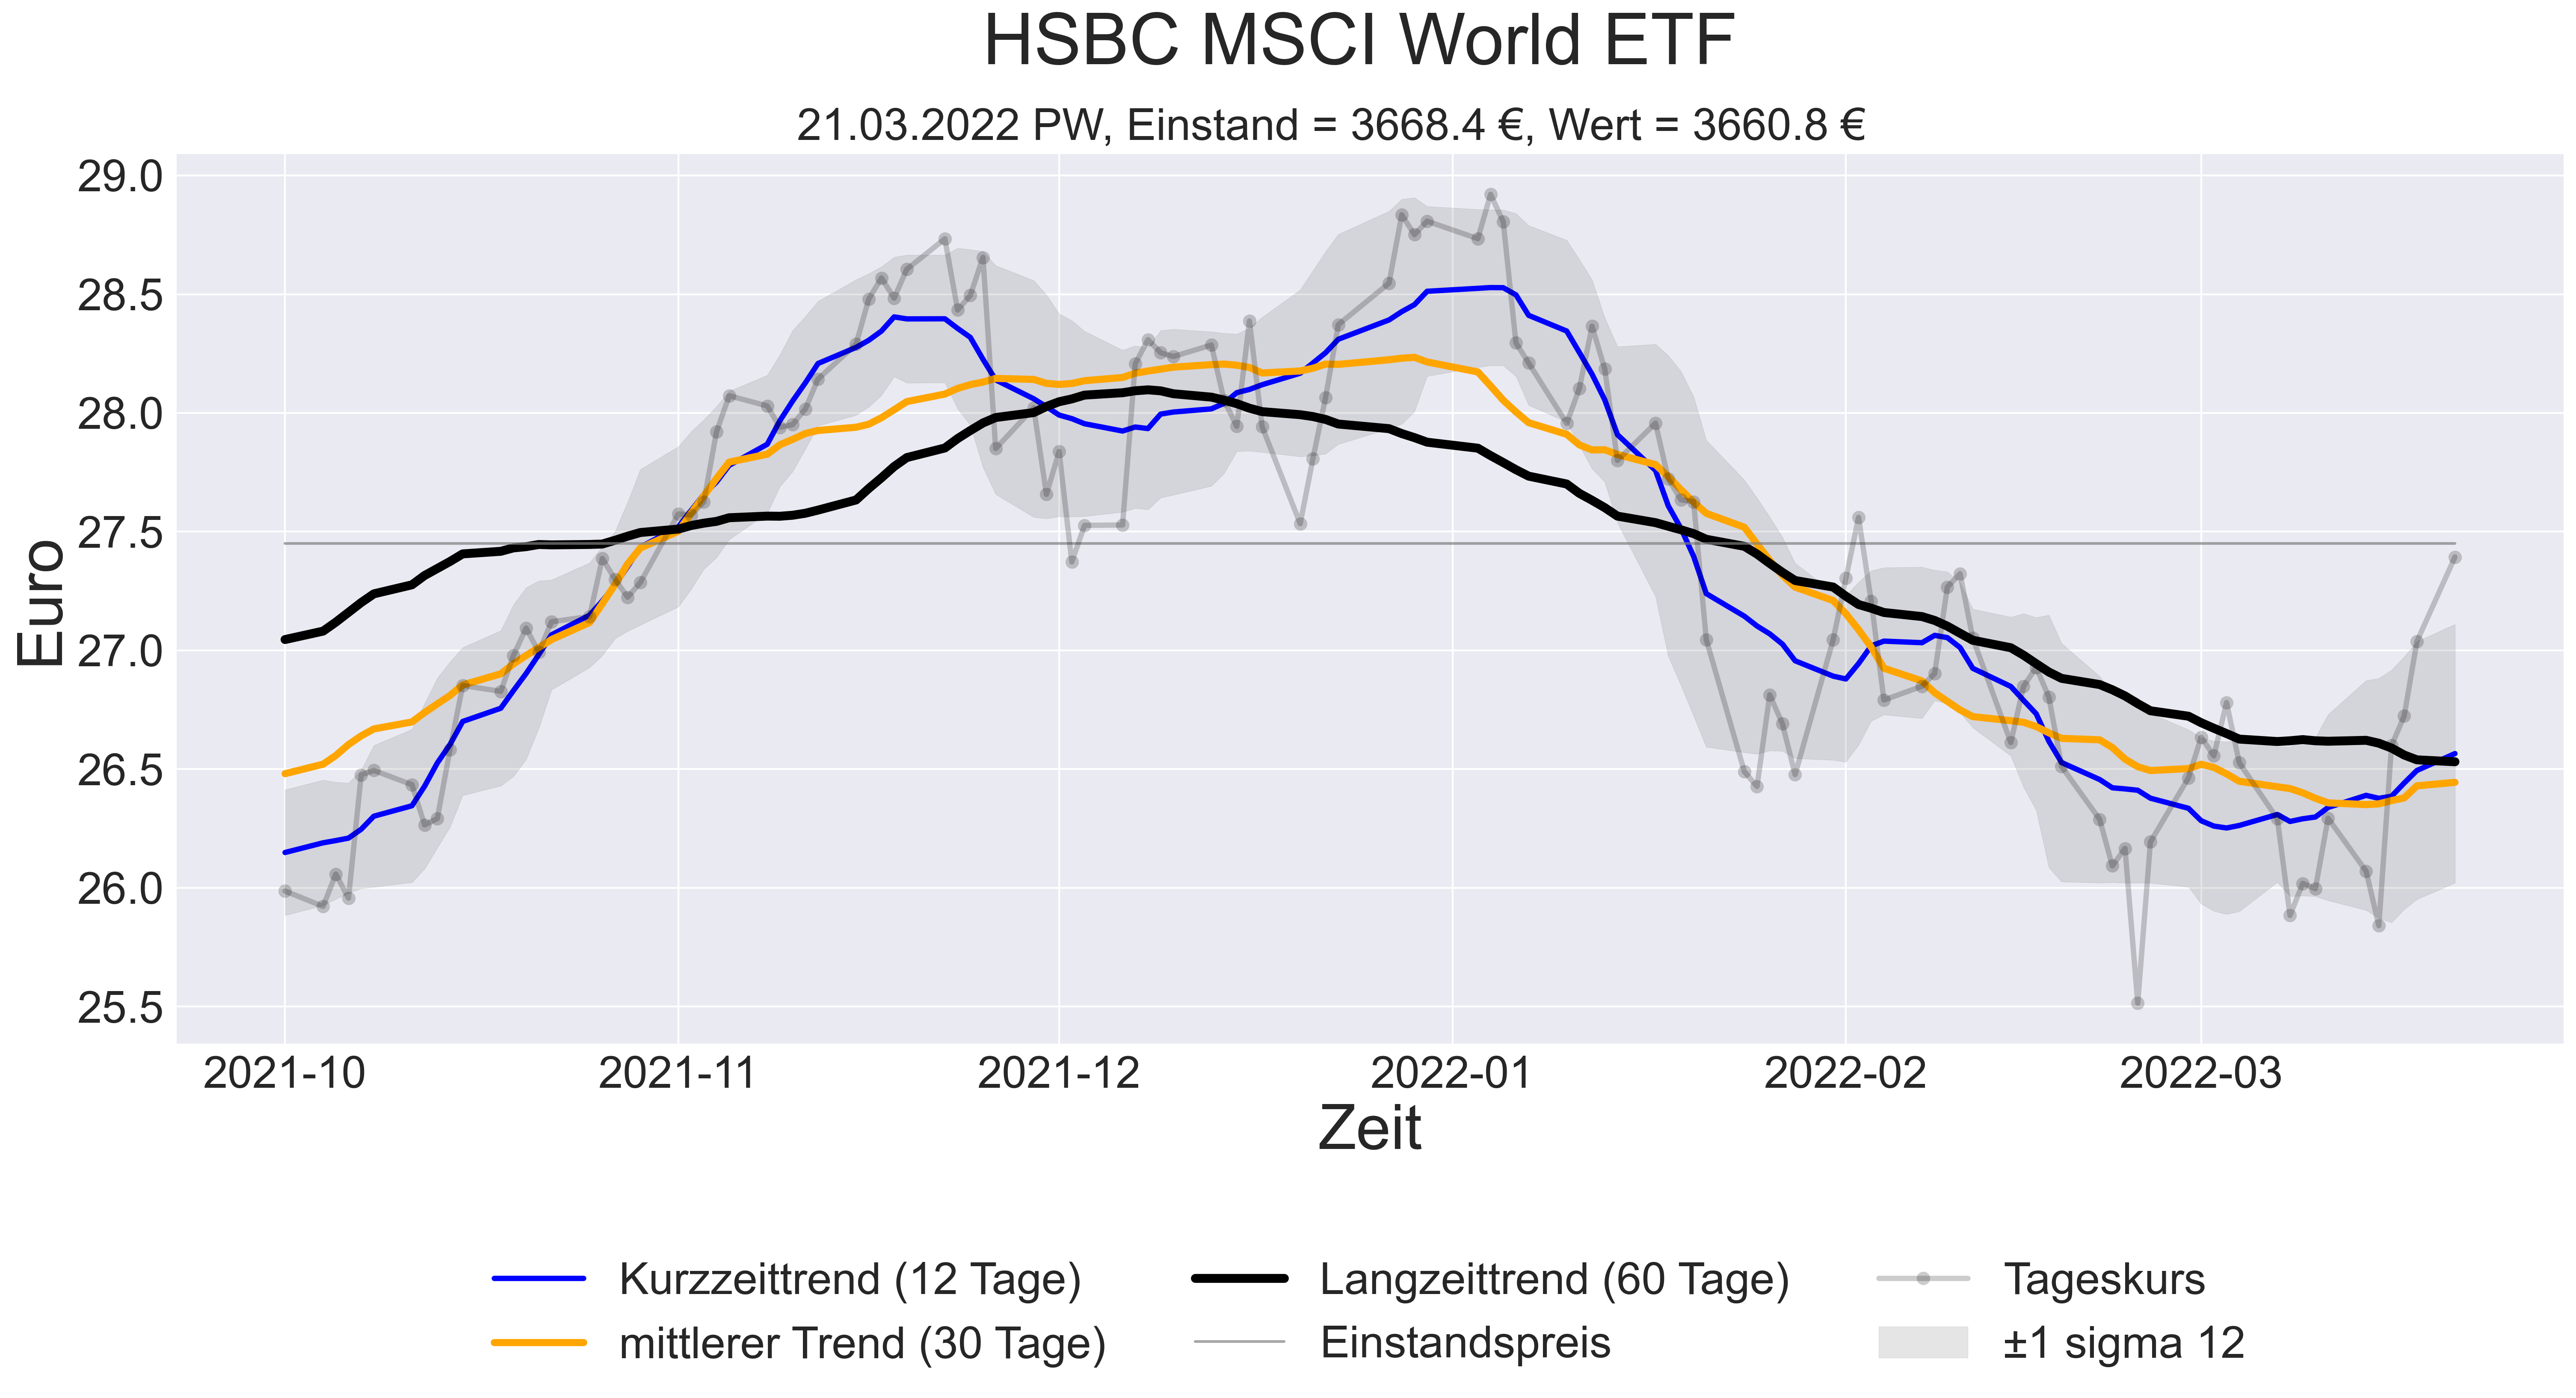 HSBC MSCI World ETF
21.03.2022 PW, Einstand = 3668.4 €, Wert = 3660.8 €
Euro
29.0
28.5
28.0
27.5
27.0
26.5
26.0
25.5
2021-10 2021-11 2021-12 2022-01 2022-02 2022-03
Zeit
Kurzzeittrend (12 Tage) Langzeittrend (60 Tage) Tageskurs
mittlerer Trend (30 Tage) Einstandspreis ±1 sigma 12